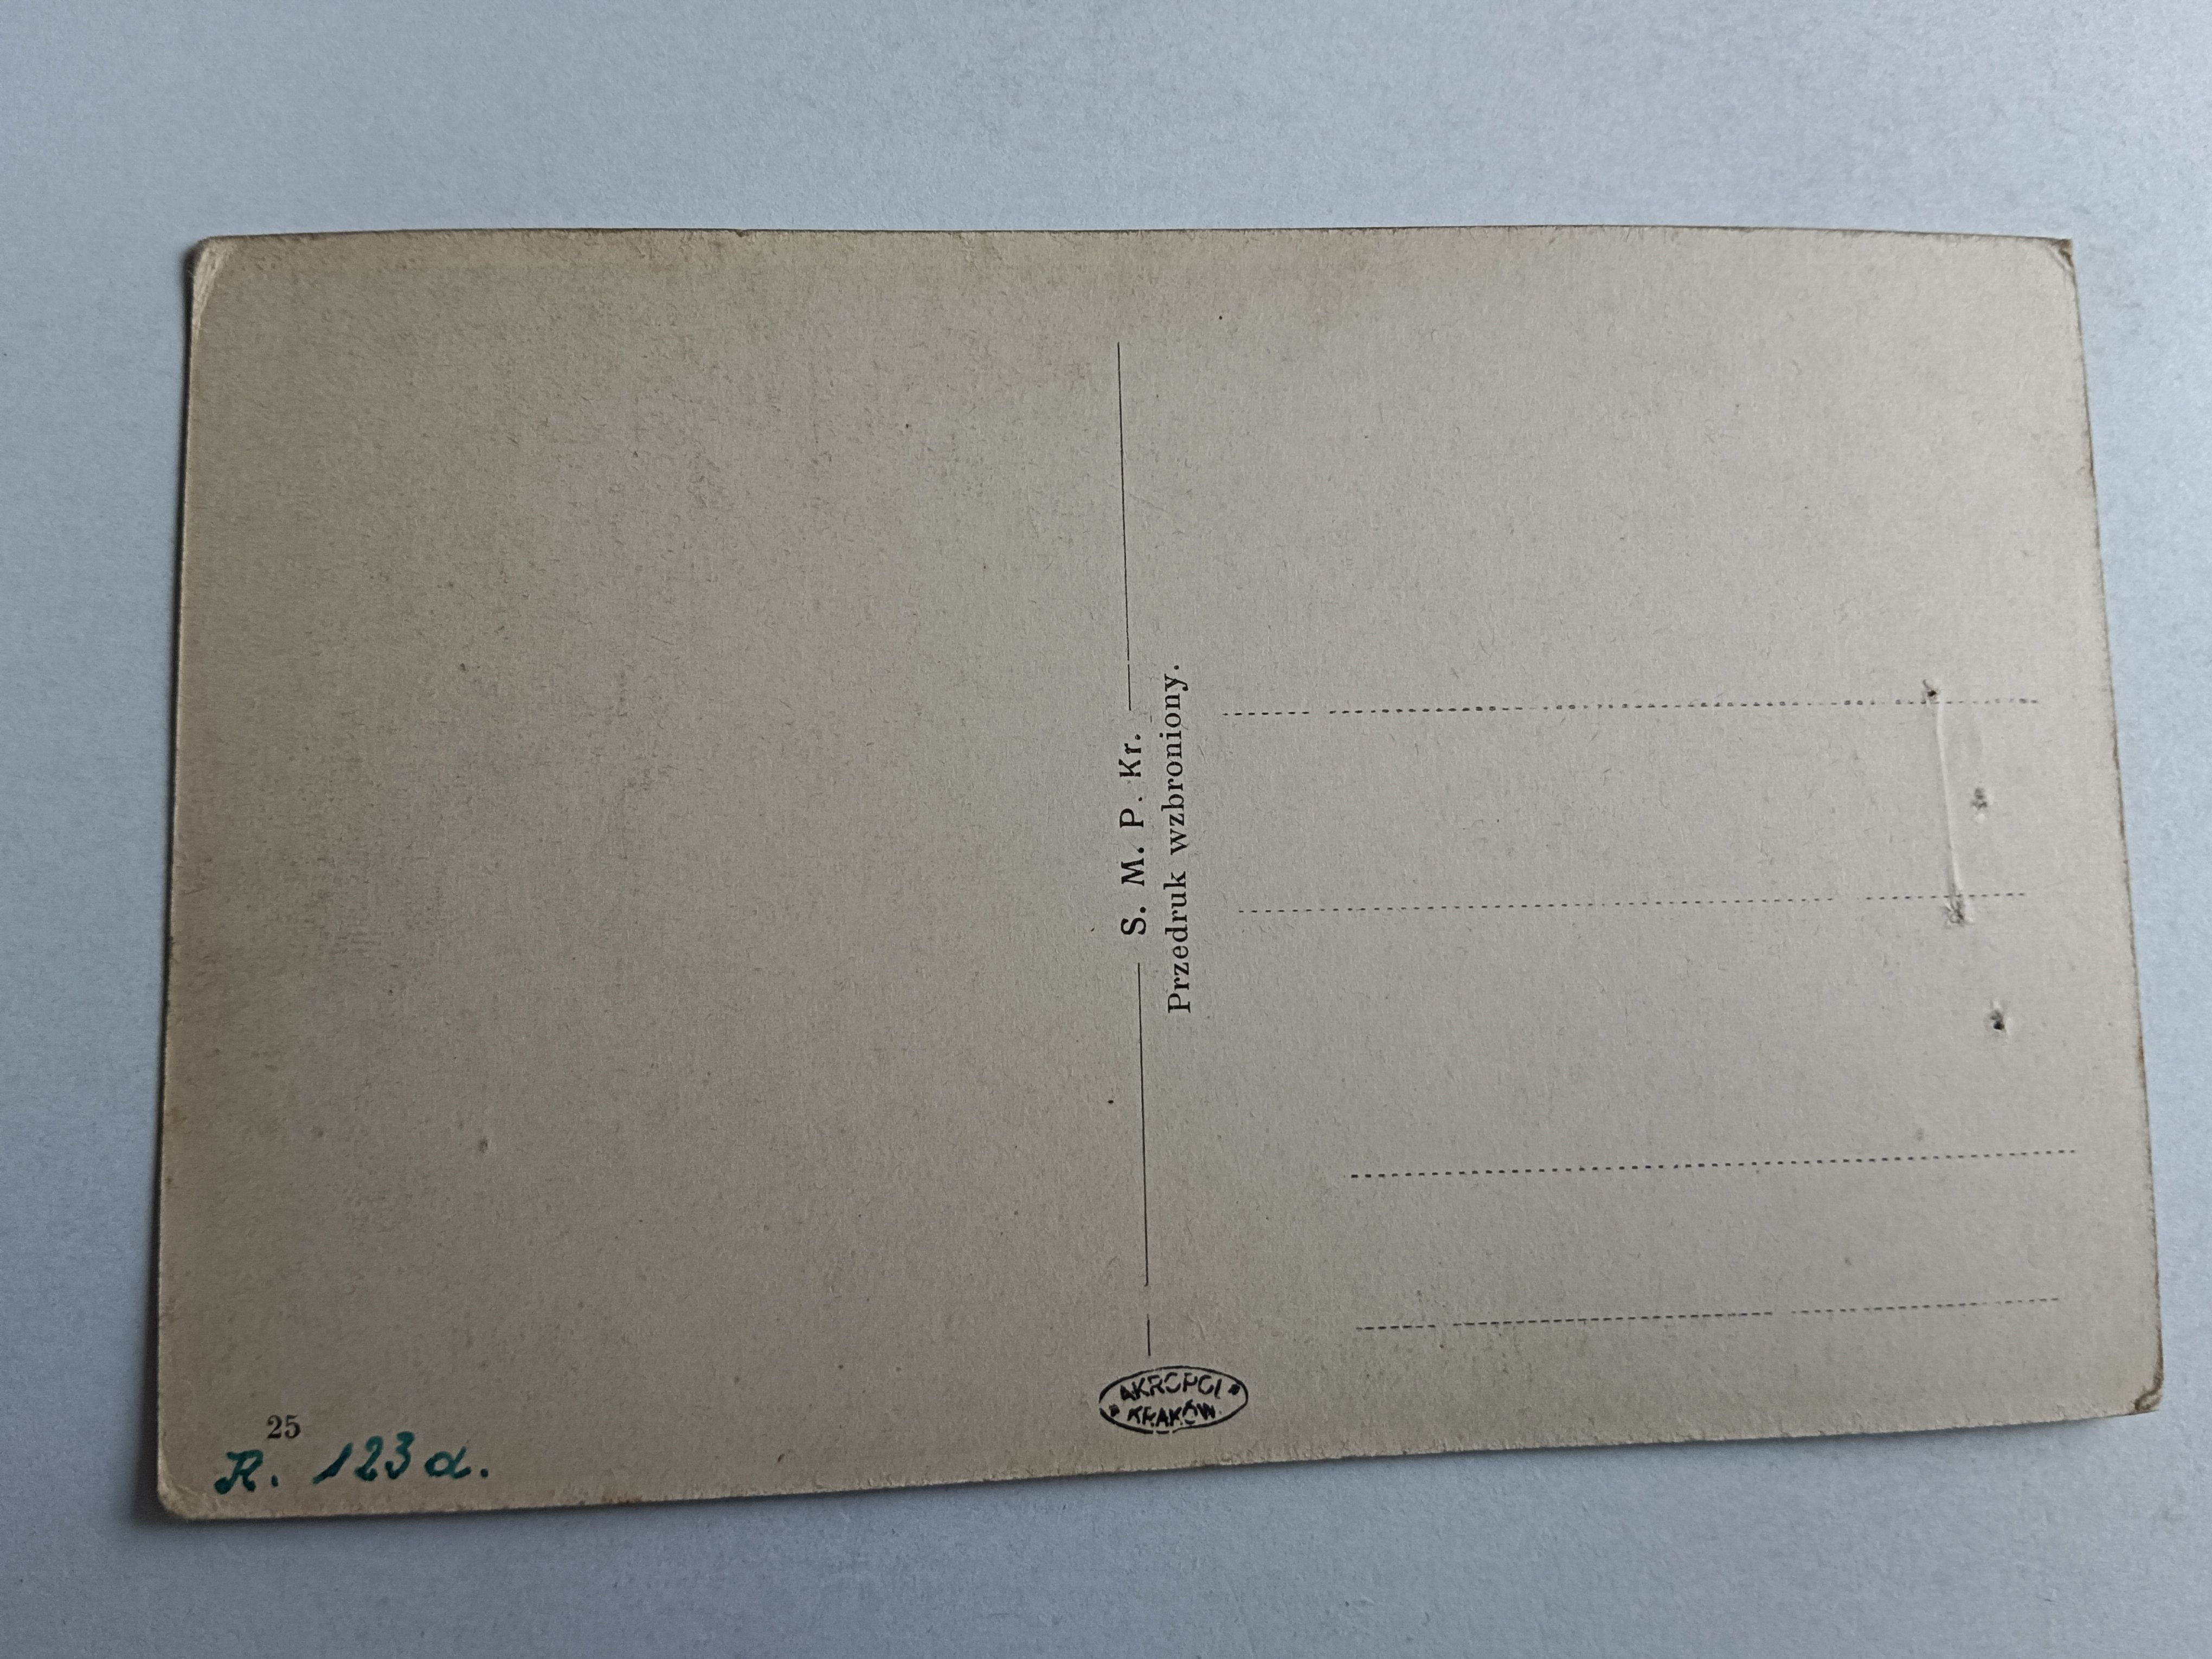 S. M. P. Kr.
Przedruk wzbroniony.
AKROPOL
KRAKÓW.
25
R. 123 a.